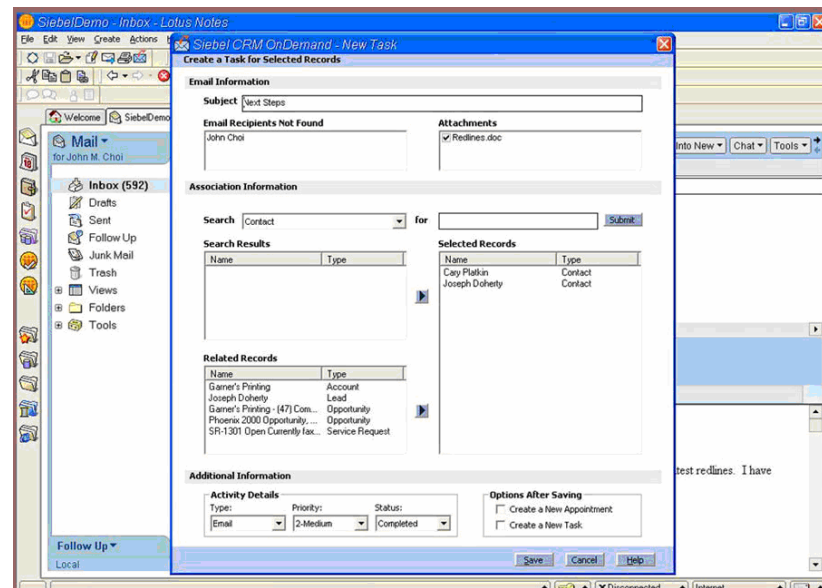 SiebelDemo - Inbox - Lotus Notes
File Edit View Create Actions
Siebel CRM OnDemand - New Task
Create a Task for Selected Records
Welcome
SiebelDemo
Mail
for John M. Choi
Inbox (592)
Drafts
Sent
Follow Up
Junk Mail
Trash
Views
Folders
Tools
Follow Up
Local
Email Information
Subject Next Steps
Email Recipients Not Found
John Choi
Attachments
Redlines.doc
Association Information
Search Contact for Submit
Search Results
Name Type
Selected Records
Name Type
Cary Platkin Contact
Joseph Doherty Contact
Related Records
Name Type
Garner's Printing Account
Joseph Doherty Lead
Garner's Printing - (47) Com... Opportunity
Phoenix 2000 Opportunity, ... Opportunity
SR-1301 Open Currently fax... Service Request
Additional Information
Activity Details
Type: Priority: Status:
Email 2-Medium Completed
Options After Saving
Create a New Appointment
Create a New Task
Save Cancel Help
Into New Chat Tools
test redlines. I have
Disconnected Internet